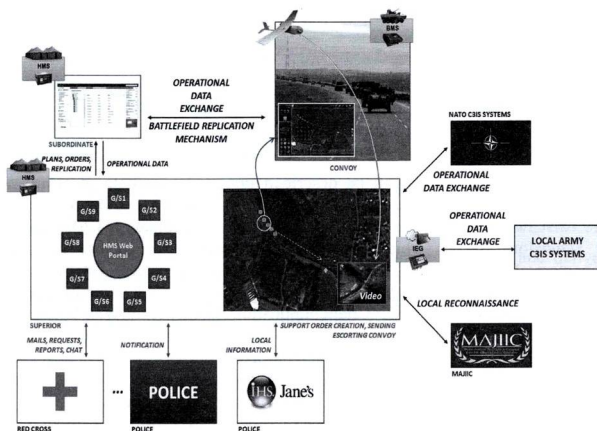 HMS
BMS
OPERATIONAL
DATA
EXCHANGE
BATTLEFIELD REPLICATION
MECHANISM
SUBORDINATE
CONVOY
NATO C3IS SYSTEMS
PLANS, ORDERS,
REPLICATION
OPERATIONAL DATA
HMS
OPERATIONAL
DATA EXCHANGE
G/S1
G/S2
G/S3
G/S4
G/S5
G/S6
G/S7
G/S8
G/S9
HMS Web
Portal
Video
IEG
OPERATIONAL
DATA
EXCHANGE
LOCAL ARMY
C3IS SYSTEMS
LOCAL RECONNAISSANCE
SUPERIOR
SUPPORT ORDER CREATION, SENDING
ESCORTING CONVOY
MAILS, REQUESTS,
REPORTS, CHAT
NOTIFICATION
LOCAL
INFORMATION
MAJIIC
MAJIIC
...
POLICE
IHS Jane's
RED CROSS
POLICE
POLICE